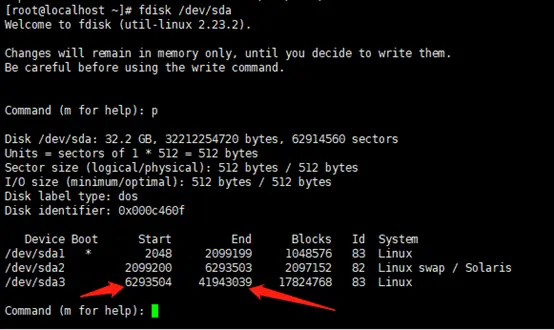 [root@localhost ~]# fdisk /dev/sda
Welcome to fdisk (util-linux 2.23.2).
Changes will remain in memory only, until you decide to write them.
Be careful before using the write command.
Command (m for help): p
Disk /dev/sda: 32.2 GB, 32212254720 bytes, 62914560 sectors
Units = sectors of 1 * 512 = 512 bytes
Sector size (logical/physical): 512 bytes / 512 bytes
I/O size (minimum/optimal): 512 bytes / 512 bytes
Disk label type: dos
Disk identifier: 0x000c460f
Device Boot Start End Blocks Id System
/dev/sda1 * 2048 2099199 1048576 83 Linux
/dev/sda2 2099200 6293503 2097152 82 Linux swap / Solaris
/dev/sda3 6293504 41943039 17824768 83 Linux
Command (m for help):